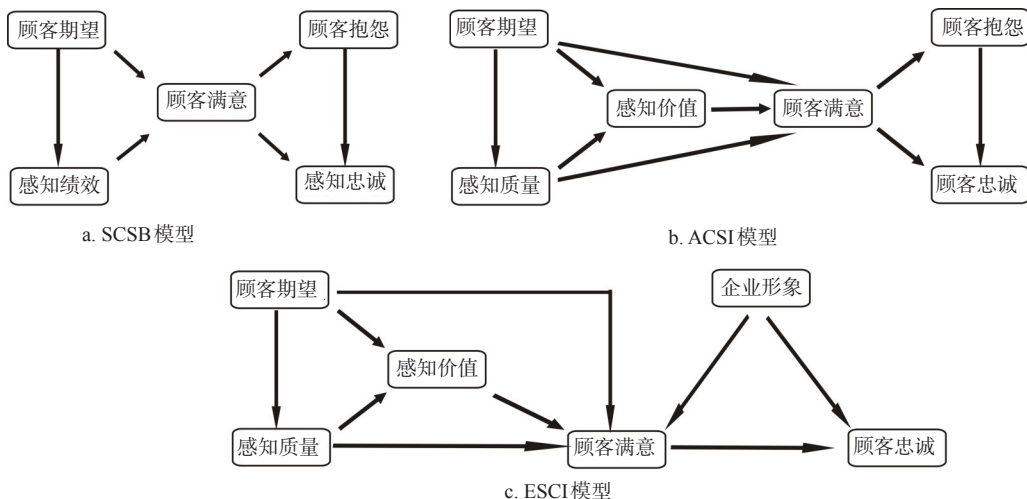 顾客期望
顾客抱怨
顾客满意
感知绩效
感知忠诚
a. SCSB模型
顾客期望
顾客抱怨
感知价值
顾客满意
感知质量
顾客忠诚
b. ACSI模型
顾客期望
企业形象
感知价值
感知质量
顾客满意
顾客忠诚
c. ESCI模型